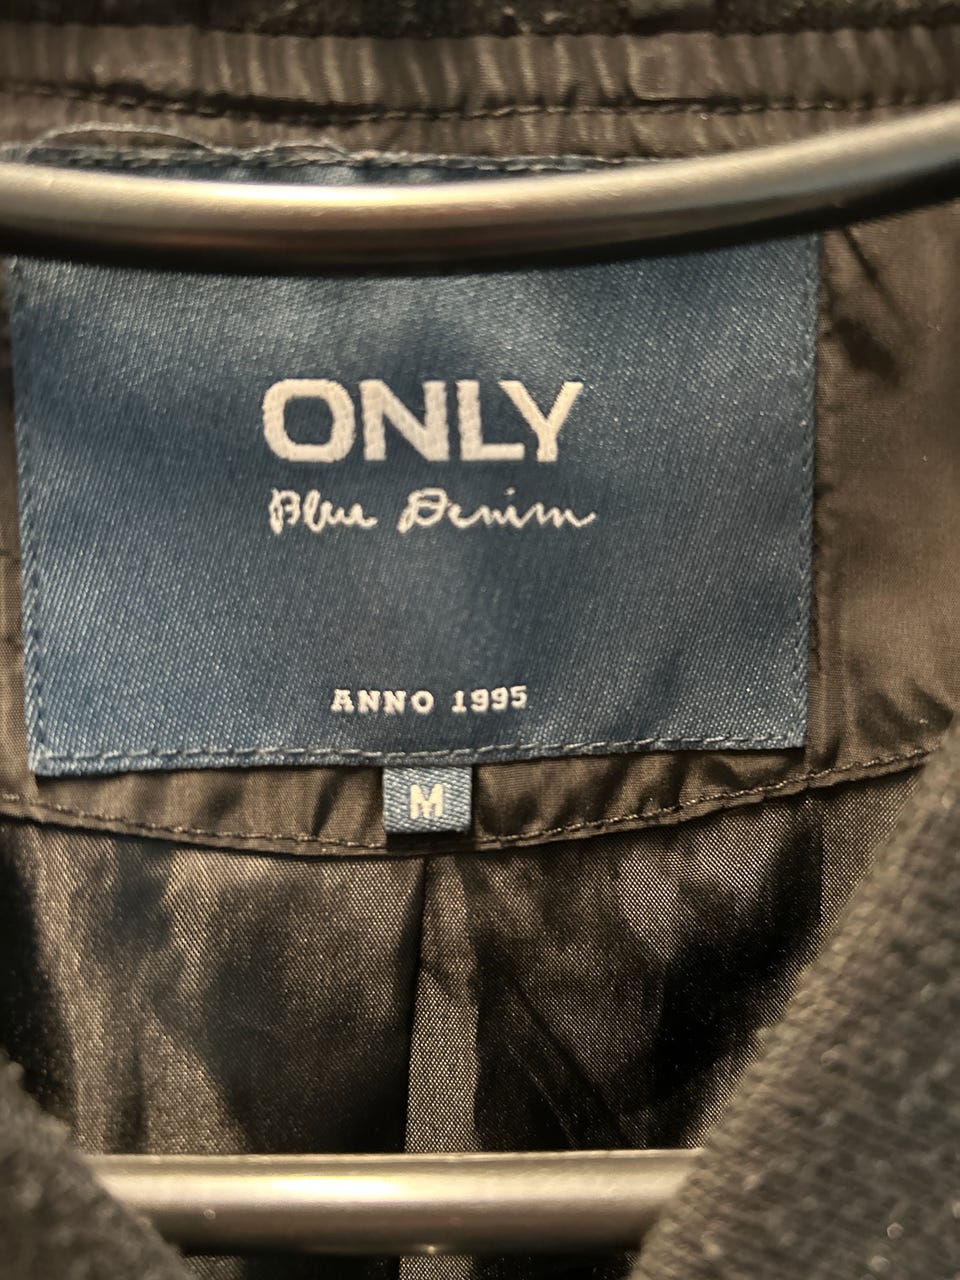 ONLY
Blue Denim
ANNO 1995
M